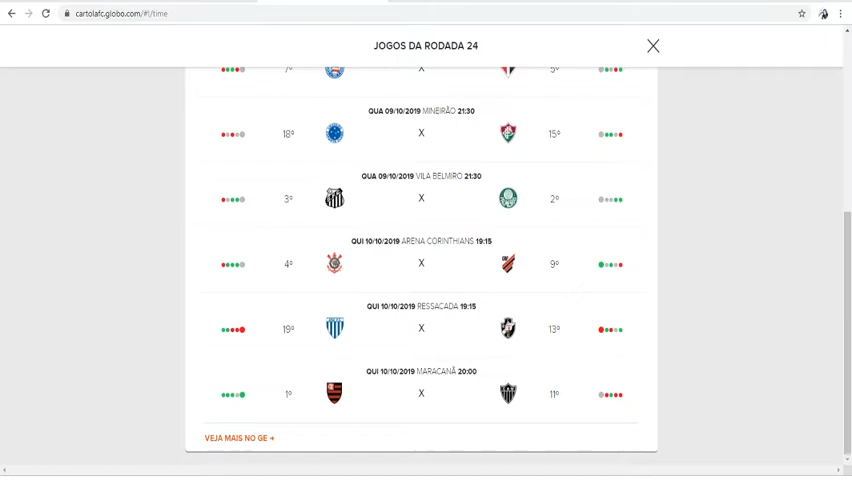 cartolafc.globo.com/#!/time
JOGOS DA RODADA 24
7º X 5º
QUA 09/10/2019 MINEIRÃO 21:30
18º X 15º
QUA 09/10/2019 VILA BELMIRO 21:30
3º X 2º
QUI 10/10/2019 ARENA CORINTHIANS 19:15
4º X 9º
QUI 10/10/2019 RESSACADA 19:15
19º X 13º
QUI 10/10/2019 MARACANÃ 20:00
1º X 11º
VEJA MAIS NO GE